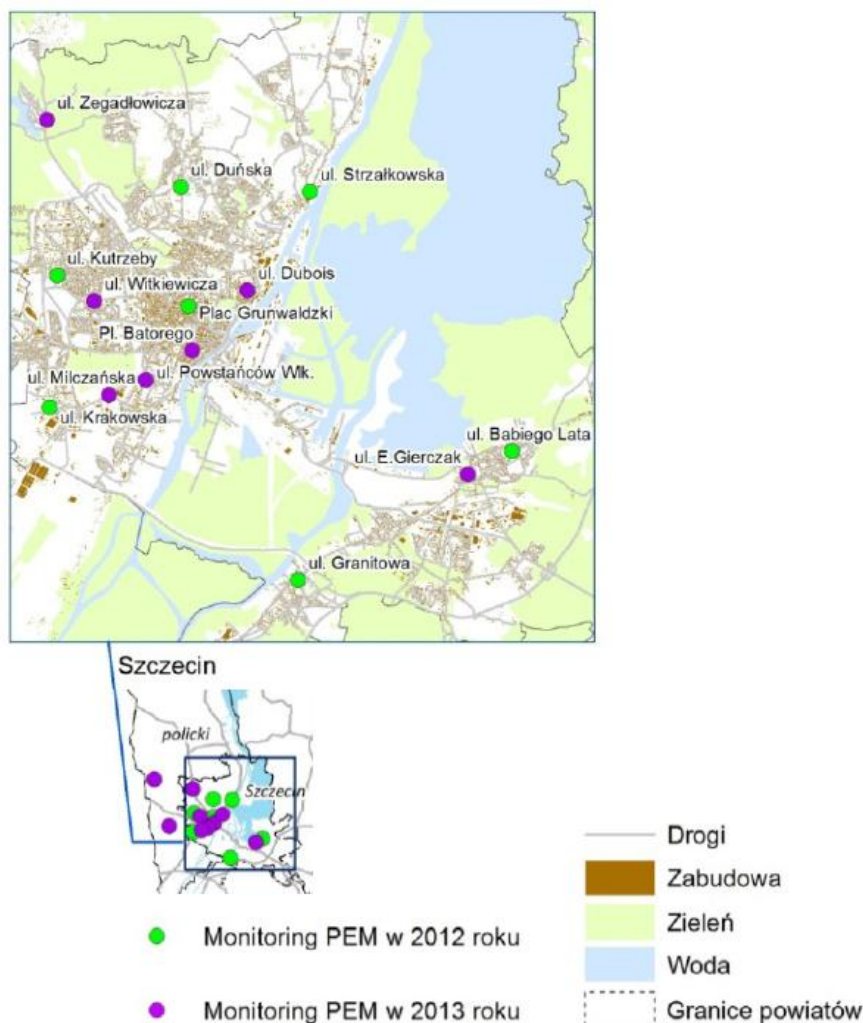 ul. Zegadłowicza
ul. Duńska
ul. Strzałkowska
ul. Kutrzeby
ul. Witkiewicza
ul. Dubois
Plac Grunwaldzki
Pl. Batorego
ul. Milczańska
ul. Powstańców Wlk.
ul. Krakowska
ul. Babiego Lata
ul. E.Gierczak
ul. Granitowa
Szczecin
policki
Szczecin
Drogi
Zabudowa
Zieleń
Woda
Granice powiatów
Monitoring PEM w 2012 roku
Monitoring PEM w 2013 roku